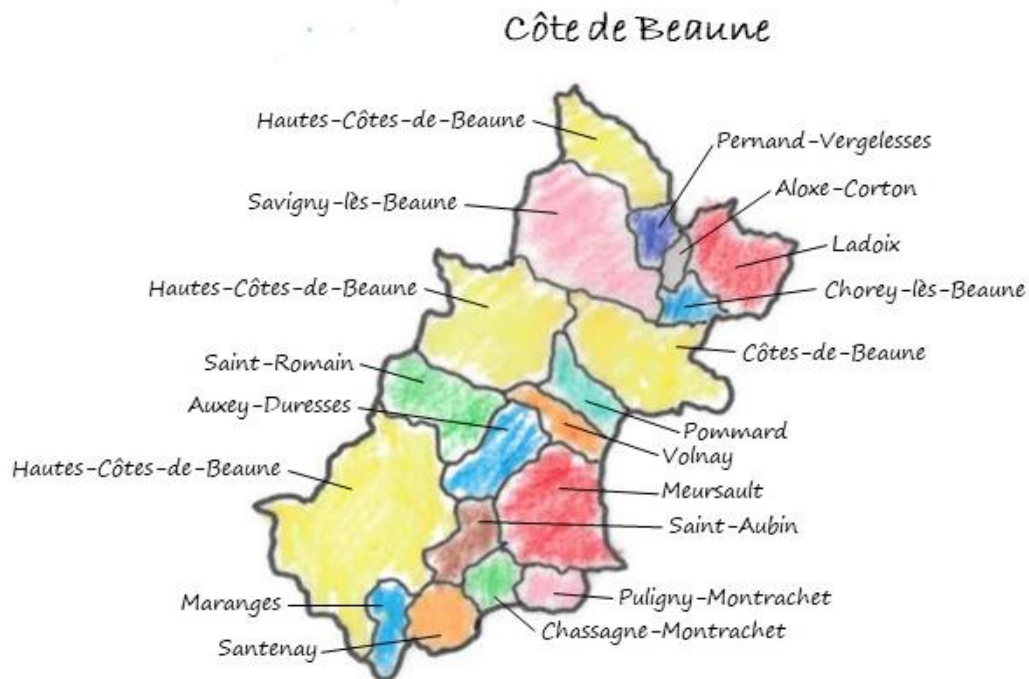 Côte de Beaune
Hautes-Côtes-de-Beaune
Pernand-Vergelesses
Aloxe-Corton
Savigny-lès-Beaune
Ladoix
Hautes-Côtes-de-Beaune
Chorey-lès-Beaune
Côtes-de-Beaune
Saint-Romain
Auxey-Duresses
Pommard
Volnay
Hautes-Côtes-de-Beaune
Meursault
Saint-Aubin
Maranges
Puligny-Montrachet
Chassagne-Montrachet
Santenay